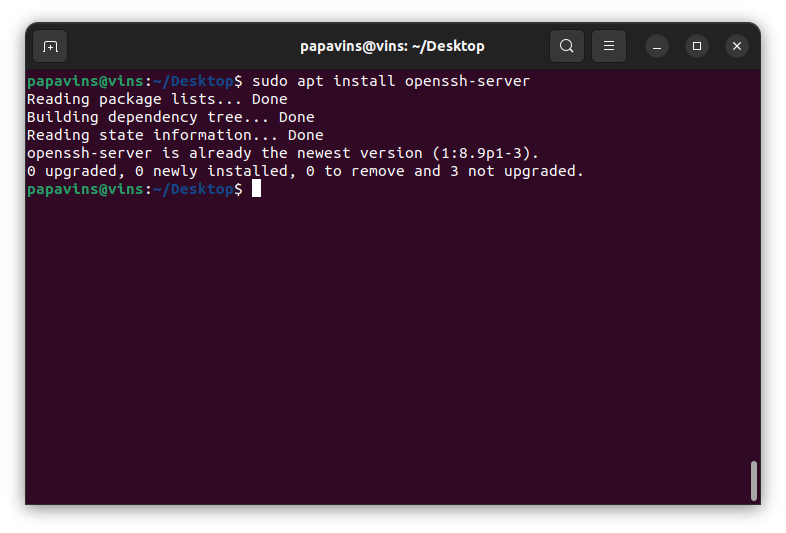 papavins@vins: ~/Desktop
papavins@vins:~/Desktop$ sudo apt install openssh-server
Reading package lists... Done
Building dependency tree... Done
Reading state information... Done
openssh-server is already the newest version (1:8.9p1-3).
0 upgraded, 0 newly installed, 0 to remove and 3 not upgraded.
papavins@vins:~/Desktop$